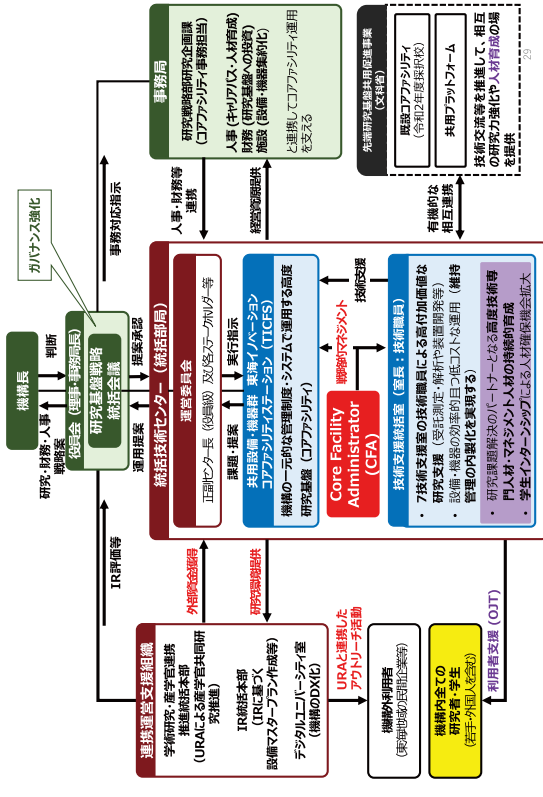 ガバナンス強化
機構長
判断
研究・財務・人事
戦略案
役員会（理事・事務局長）
研究基盤戦略
統括会議
IR評価等
事務対応指示
運用提案
提案承認
連携運営支援組織
学術研究・産学官連携
推進統括本部
（URAによる産学官共同研
究推進）
IR統括本部
（IRに基づく
設備マスタープラン作成等）
デジタルユニバーシティ室
（機構のDX化）
外部資金獲得
研究環境提供
URAと連携した
アウトリーチ活動
機構外利用者
（東海地域の民間企業等）
機構内全ての
研究者・学生
（若手・外国人を含む）
利用者支援（OJT）
統括技術センター（統括部局）
運営委員会
正副センター長（役員級）及び各ステークホルダー等
課題・提案
実行指示
共用設備・機器群　東海イノベーション
コアファシリティステーション（TICFS）
機構の一元的な管理制度・システムで運用する高度
研究基盤（コアファシリティ）
Core Facility
Administrator
（CFA）
戦略的マネジメント
技術支援
技術支援統括室（室長：技術職員）
• 7技術支援室の技術職員による高付加価値な
研究支援（受託測定・解析や装置開発等）
• 設備・機器の効率的且つ低コストな運用（維持
管理の内製化を実現する）
• 研究課題解決のパートナーとなる高度技術専
門人材・マネジメント人材の持続的育成
• 学生インターンシップによる人材確保機会拡大
事務局
研究戦略部研究企画課
（コアファシリティ事務担当）
人事（キャリアパス・人材育成）
財務（研究基盤への投資）
施設（設備・機器集約化）
と連携してコアファシリティ運用
を支える
人事・財務等
連携
経営資源提供
先端研究基盤共用促進事業
（文科省）
既設コアファシリティ
（令和2年度採択校）
共用プラットフォーム
技術交流等を推進して、相互
の研究力強化や人材育成の場
を提供
有機的な
相互連携
29